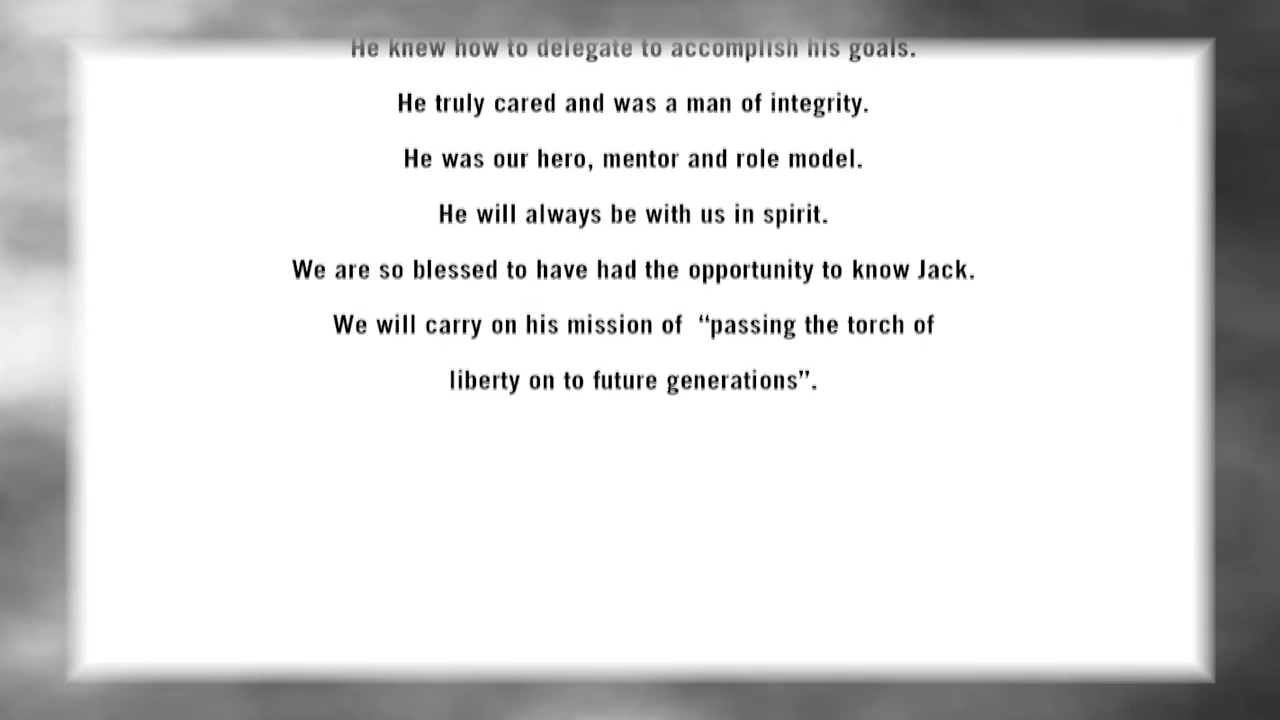 He knew how to delegate to accomplish his goals.
He truly cared and was a man of integrity.
He was our hero, mentor and role model.
He will always be with us in spirit.
We are so blessed to have had the opportunity to know Jack.
We will carry on his mission of  “passing the torch of
liberty on to future generations”.